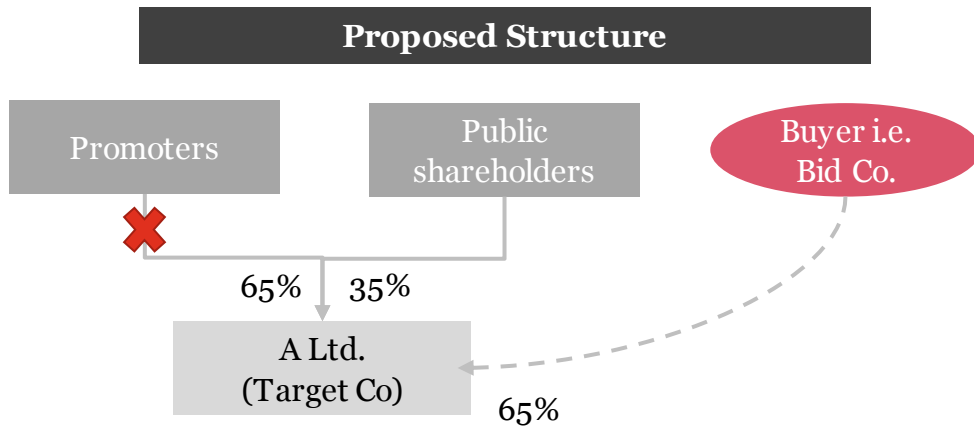 Proposed Structure
Promoters
Public
shareholders
Buyer i.e.
Bid Co.
65%
35%
A Ltd.
(Target Co)
65%